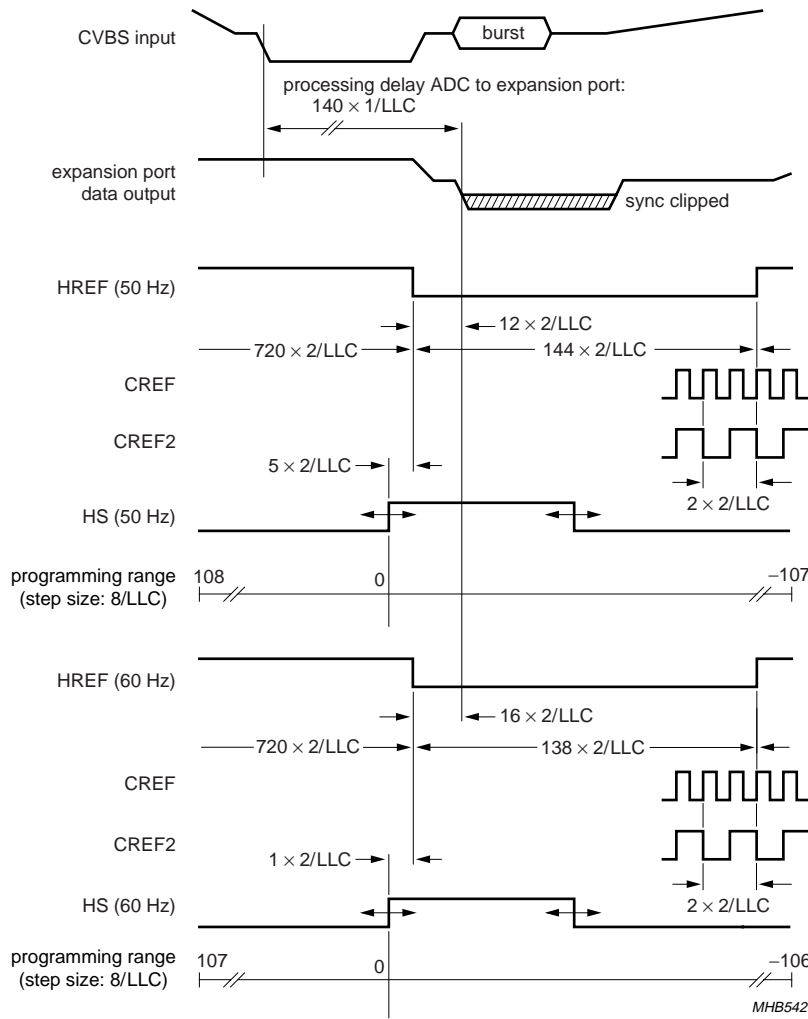 CVBS input
burst
processing delay ADC to expansion port:
140 × 1/LLC
expansion port
data output
sync clipped
HREF (50 Hz)
12 × 2/LLC
720 × 2/LLC
144 × 2/LLC
CREF
CREF2
5 × 2/LLC
2 × 2/LLC
HS (50 Hz)
programming range
(step size: 8/LLC)
108
0
−107
HREF (60 Hz)
16 × 2/LLC
720 × 2/LLC
138 × 2/LLC
CREF
CREF2
1 × 2/LLC
2 × 2/LLC
HS (60 Hz)
programming range
(step size: 8/LLC)
107
0
−106
MHB542